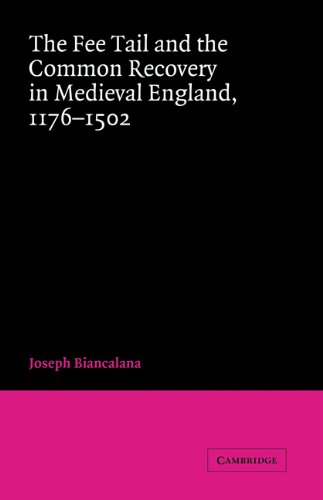 The Fee Tail and the
Common Recovery
in Medieval England,
1176–1502
Joseph Biancalana
CAMBRIDGE